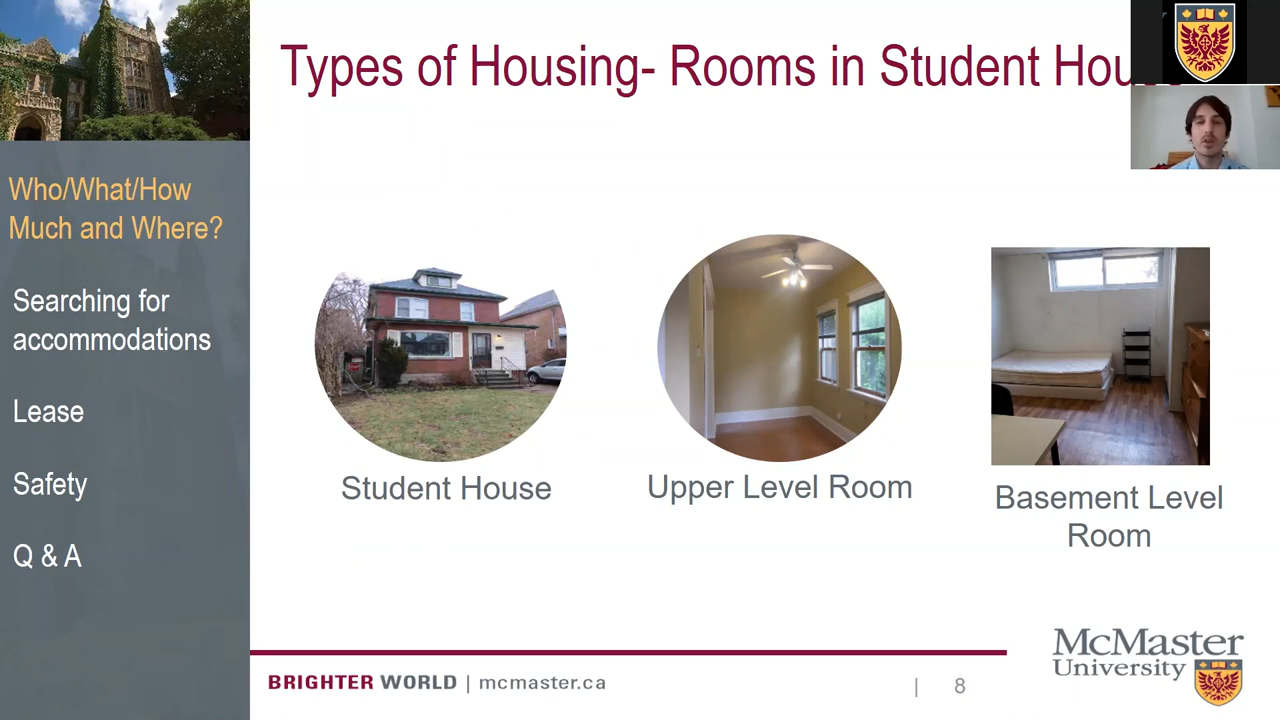 Types of Housing- Rooms in Student
Who/What/How
Much and Where?
Searching for
accommodations
Lease
Safety
Q & A
Student House
Upper Level Room
Basement Level
Room
BRIGHTER WORLD | mcmaster.ca
| 8
McMaster
University